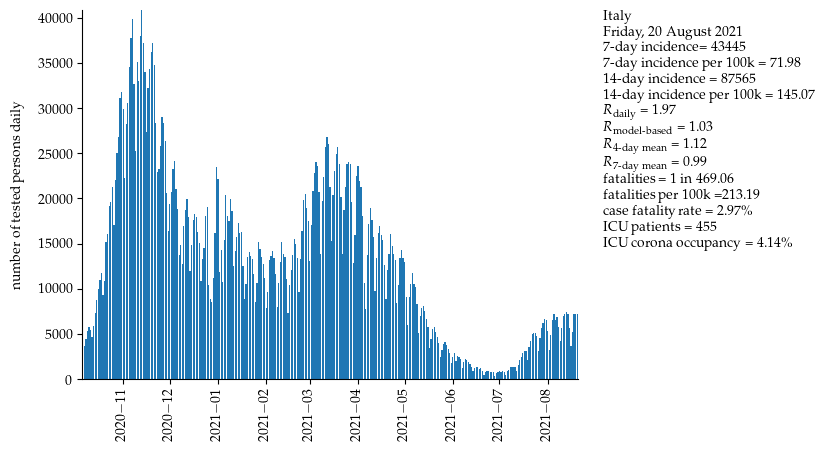 Italy
Friday, 20 August 2021
7-day incidence= 43445
7-day incidence per 100k = 71.98
14-day incidence = 87565
14-day incidence per 100k = 145.07
R_daily = 1.97
R_model-based = 1.03
R_4-day mean = 1.12
R_7-day mean = 0.99
fatalities = 1 in 469.06
fatalities per 100k =213.19
case fatality rate = 2.97%
ICU patients = 455
ICU corona occupancy = 4.14%
number of tested persons daily
40000
35000
30000
25000
20000
15000
10000
5000
0
2020−11
2020−12
2021−01
2021−02
2021−03
2021−04
2021−05
2021−06
2021−07
2021−08